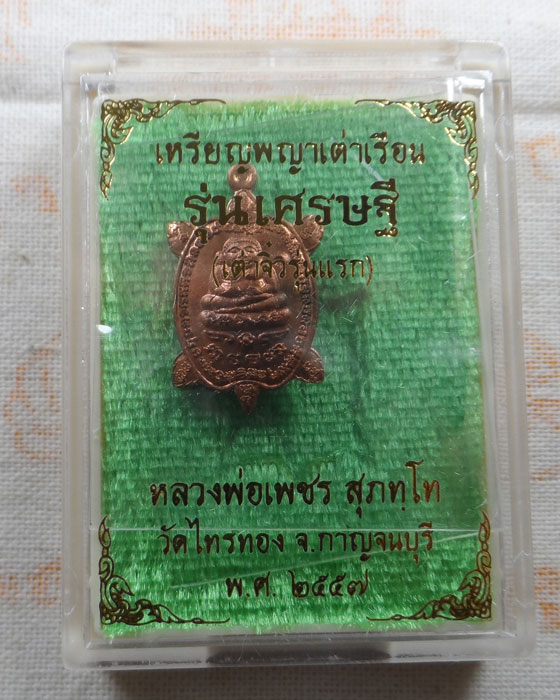 เหรียญพญาเต่าเรือน
รุ่นเศรษฐี
(เต่าจิ๋วรุ่นแรก)
หลวงพ่อเพชร สุภทฺโท
วัดไทรทอง จ.กาญจนบุรี
พ.ศ. ๒๕๕๗